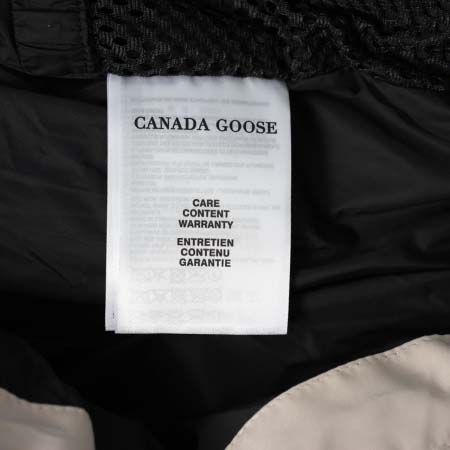 CANADA GOOSE
CARE
CONTENT
WARRANTY
ENTRETIEN
CONTENU
GARANTIE